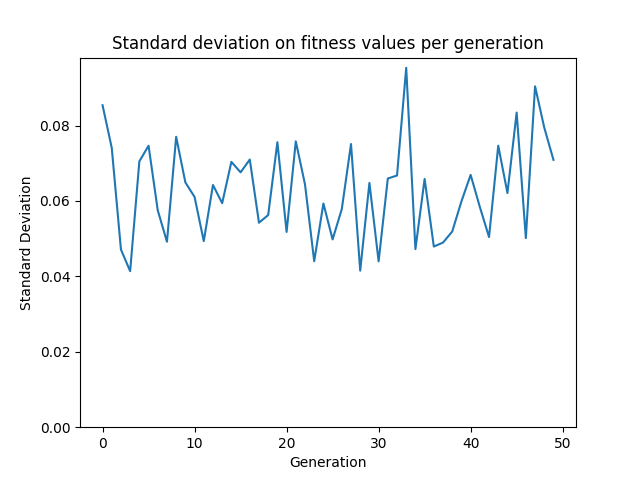 Standard deviation on fitness values per generation
Standard Deviation
0.08
0.06
0.04
0.02
0.00
0 10 20 30 40 50
Generation